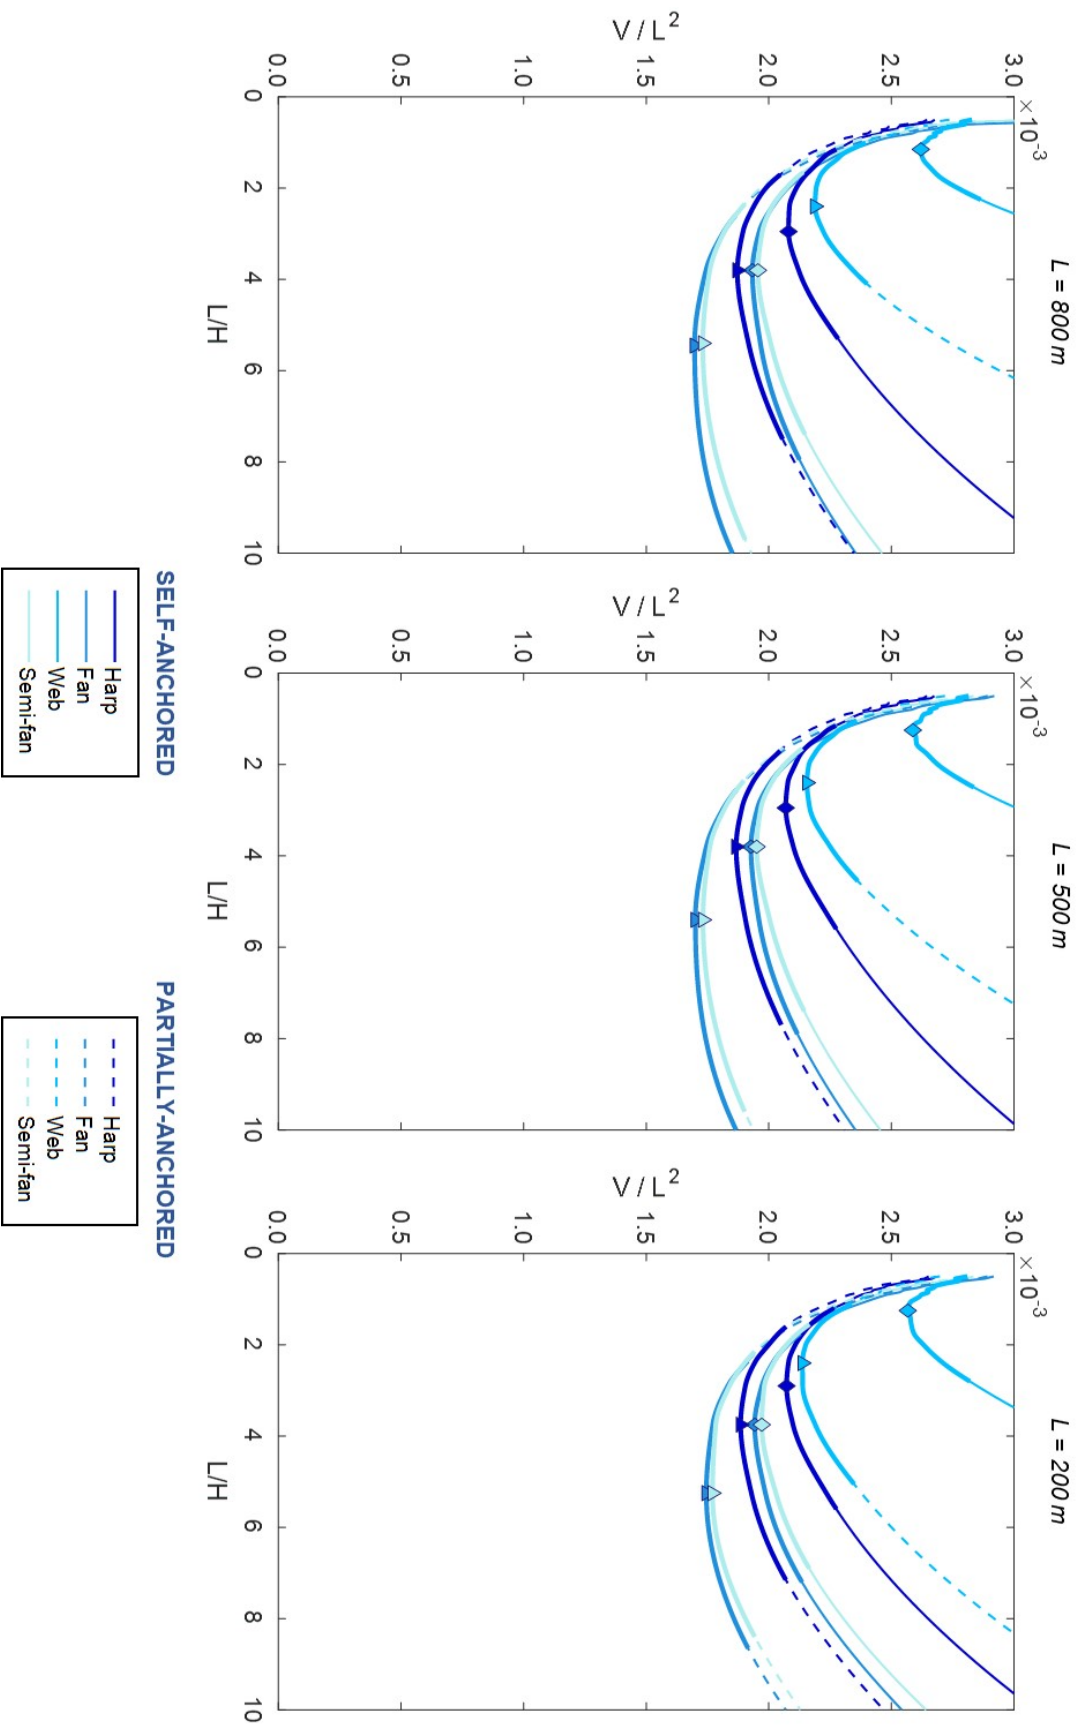 L = 800 m
×10⁻³
3.0
2.5
2.0
1.5
1.0
0.5
0.0
V / L²
0 2 4 6 8 10
L/H
L = 500 m
×10⁻³
3.0
2.5
2.0
1.5
1.0
0.5
0.0
V / L²
0 2 4 6 8 10
L/H
L = 200 m
×10⁻³
3.0
2.5
2.0
1.5
1.0
0.5
0.0
V / L²
0 2 4 6 8 10
L/H
SELF-ANCHORED
Harp
Fan
Web
Semi-fan
PARTIALLY-ANCHORED
Harp
Fan
Web
Semi-fan